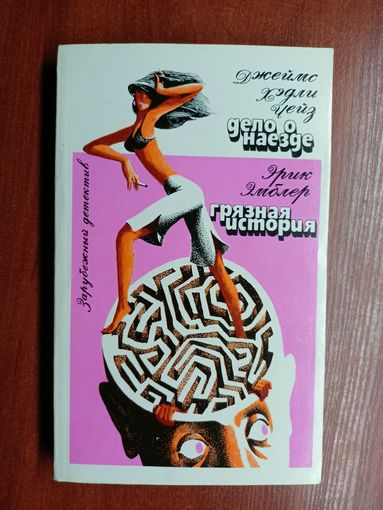 Джеймс
Хэдли
Чейз
дело о
наезде
Эрик
Эмблер
грязная
история
Зарубежный детектив